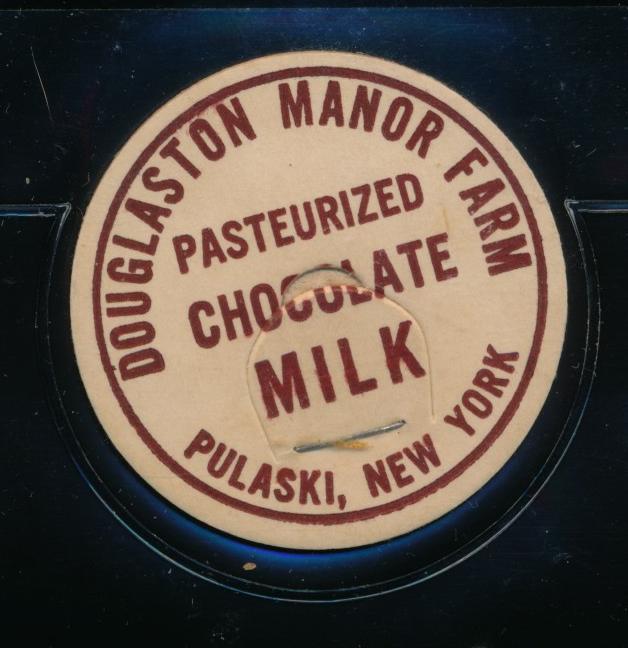 DOUGLASTON MANOR FARM
PASTEURIZED
CHOCOLATE
MILK
PULASKI, NEW YORK